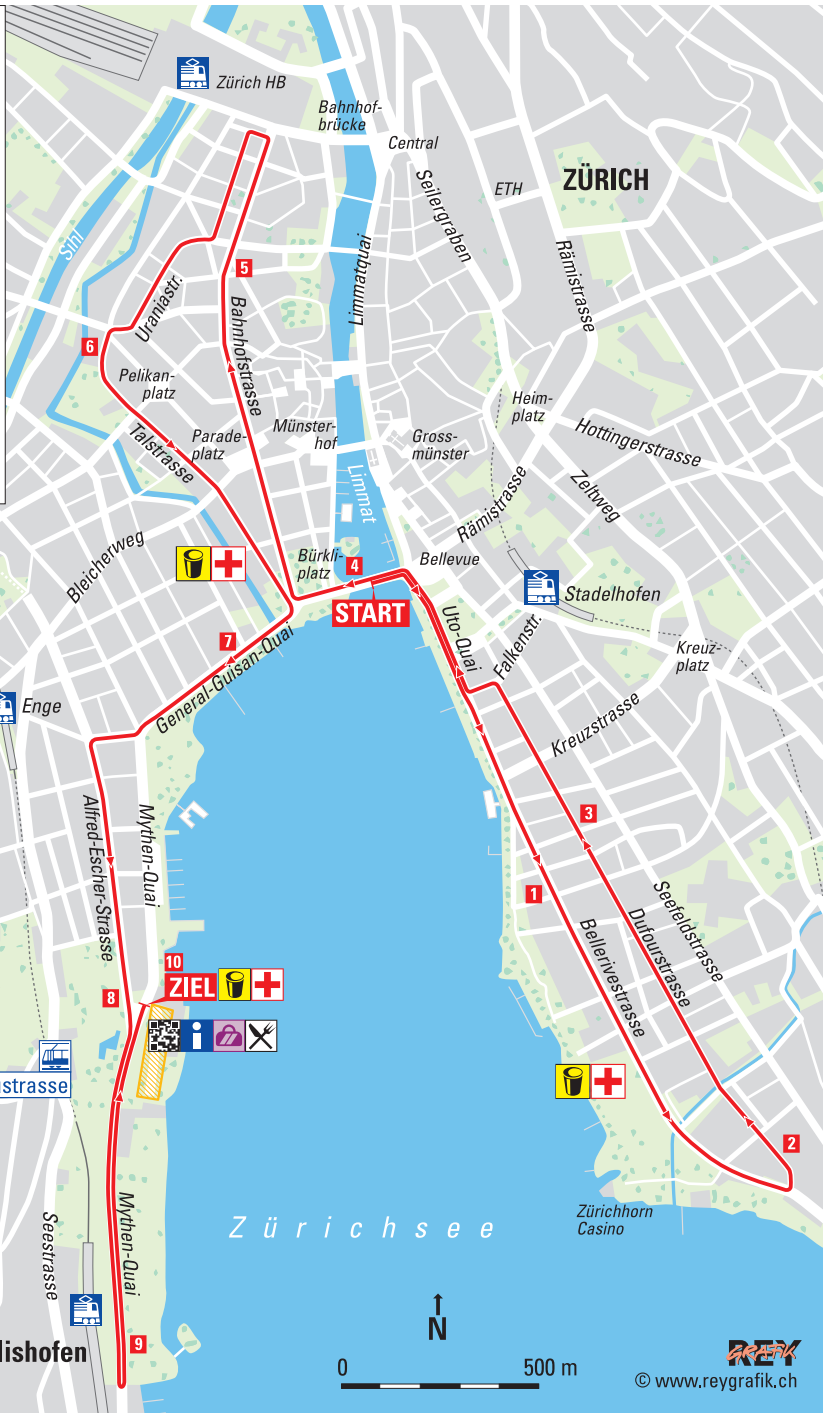 Zürich HB
Bahnhof-
brücke
Central
Seilergraben
ETH
ZÜRICH
Rämistrasse
Sihl
Limmatquai
5
Uraniastr.
6
Bahnhofstrasse
Pelikan-
platz
Talstrasse
Parade-
platz
Münster-
hof
Gross-
münster
Heim-
platz
Hottingerstrasse
Zeltweg
Limmat
Rämistrasse
Bleicherweg
Bürkli-
platz
4
START
Bellevue
Stadelhofen
Uto-Quai
Falkenstr.
Kreuz-
platz
7
General-Guisan-Quai
Enge
Kreuzstrasse
Alfred-Escher-Strasse
Mythen-Quai
3
1
Seefeldstrasse
Dufourstrasse
Bellerivestrasse
10
ZIEL
8
i
strasse
2
Mythen-Quai
Seestrasse
Zürichsee
Zürichhorn
Casino
9
lishofen
N
0
500 m
REY
GRAFIK
© www.reygrafik.ch